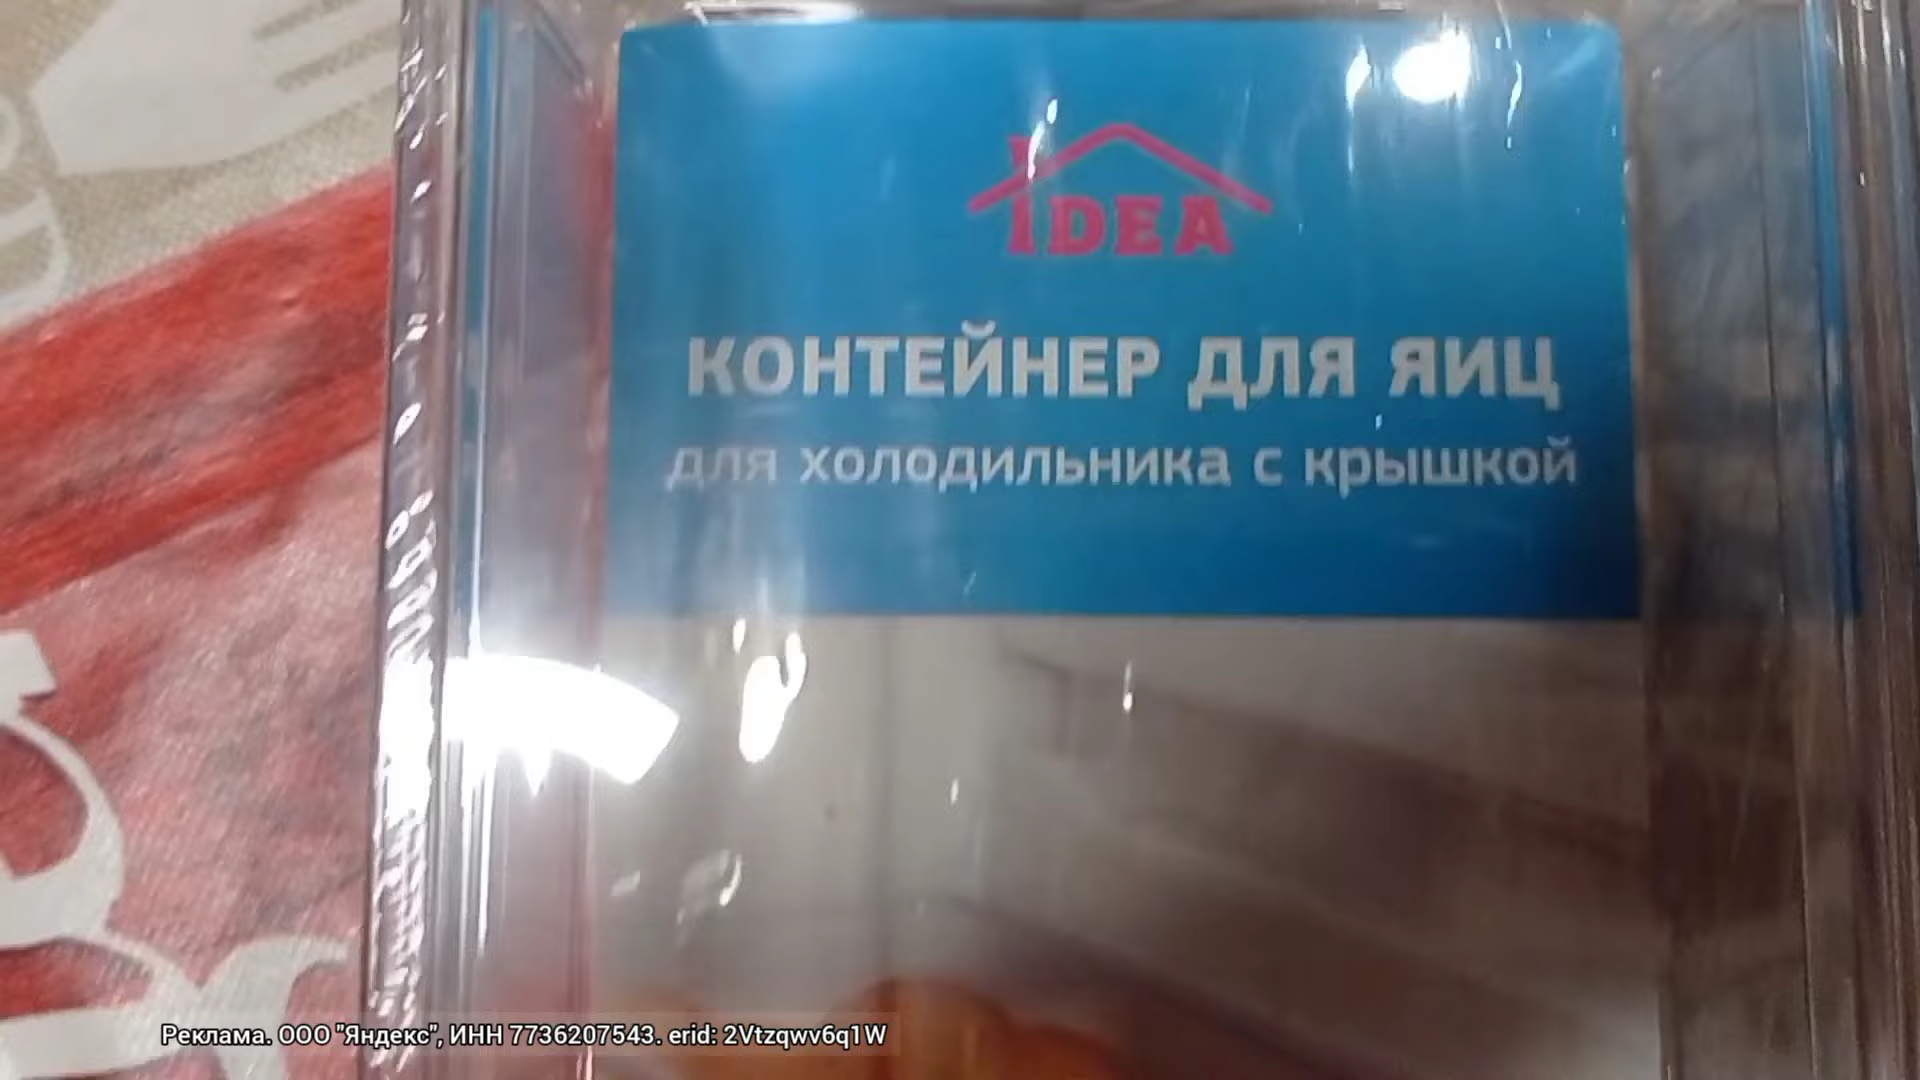 IDEA
КОНТЕЙНЕР ДЛЯ ЯИЦ
для холодильника с крышкой
Реклама. ООО "Яндекс", ИНН 7736207543. erid: 2Vtzqwv6q1W